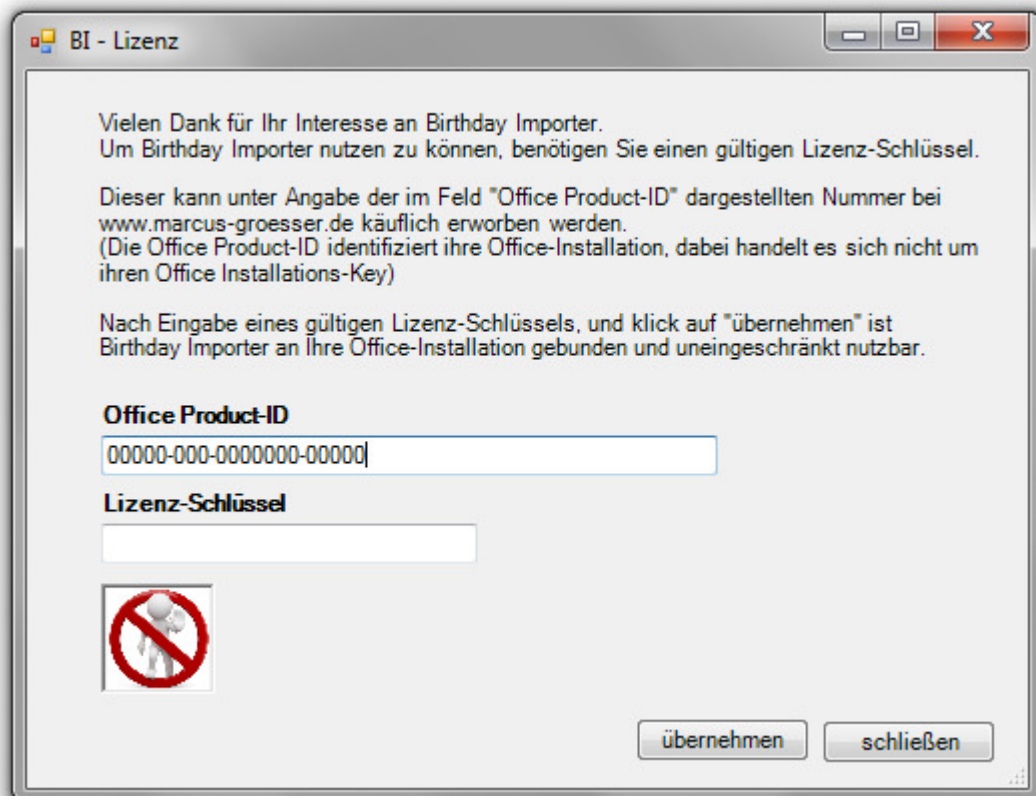 BI - Lizenz
Vielen Dank für Ihr Interesse an Birthday Importer.
Um Birthday Importer nutzen zu können, benötigen Sie einen gültigen Lizenz-Schlüssel.
Dieser kann unter Angabe der im Feld "Office Product-ID" dargestellten Nummer bei
www.marcus-groesser.de käuflich erworben werden.
(Die Office Product-ID identifiziert ihre Office-Installation, dabei handelt es sich nicht um
ihren Office Installations-Key)
Nach Eingabe eines gültigen Lizenz-Schlüssels, und klick auf "übernehmen" ist
Birthday Importer an Ihre Office-Installation gebunden und uneingeschränkt nutzbar.
Office Product-ID
00000-000-0000000-00000
Lizenz-Schlüssel
übernehmen
schließen